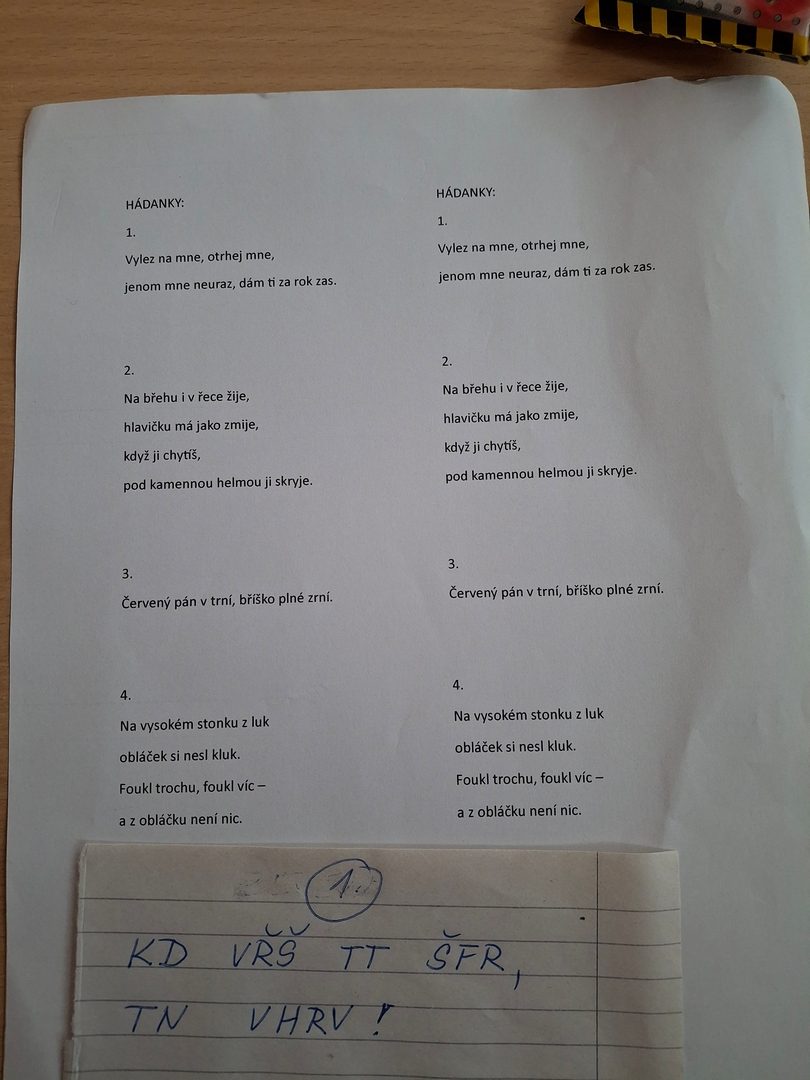 HÁDANKY:
1.
Vylez na mne, otrhej mne,
jenom mne neuraz, dám ti za rok zas.
2.
Na břehu i v řece žije,
hlavičku má jako zmije,
když ji chytíš,
pod kamennou helmou ji skryje.
3.
Červený pán v trní, bříško plné zrní.
4.
Na vysokém stonku z luk
obláček si nesl kluk.
Foukl trochu, foukl víc –
a z obláčku není nic.
HÁDANKY:
1.
Vylez na mne, otrhej mne,
jenom mne neuraz, dám ti za rok zas.
2.
Na břehu i v řece žije,
hlavičku má jako zmije,
když ji chytíš,
pod kamennou helmou ji skryje.
3.
Červený pán v trní, bříško plné zrní.
4.
Na vysokém stonku z luk
obláček si nesl kluk.
Foukl trochu, foukl víc –
a z obláčku není nic.
1.
KD VŘŠ TT ŠFR,
TN VHRV!